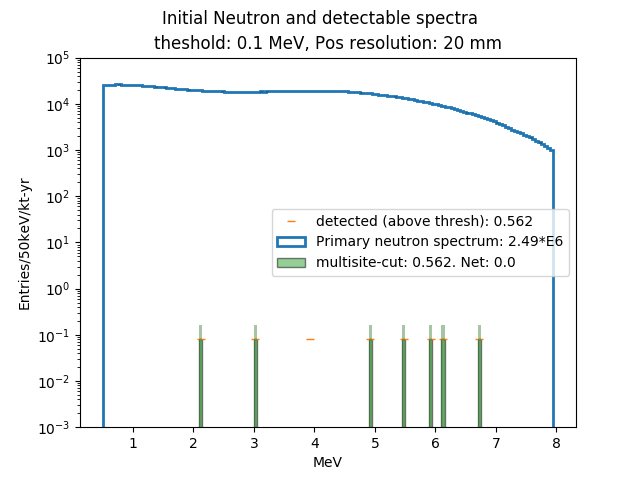 Initial Neutron and detectable spectra
theshold: 0.1 MeV, Pos resolution: 20 mm
Entries/50keV/kt-yr
10^5
10^4
10^3
10^2
10^1
10^0
10^-1
10^-2
10^-3
detected (above thresh): 0.562
Primary neutron spectrum: 2.49*E6
multisite-cut: 0.562. Net: 0.0
1 2 3 4 5 6 7 8
MeV